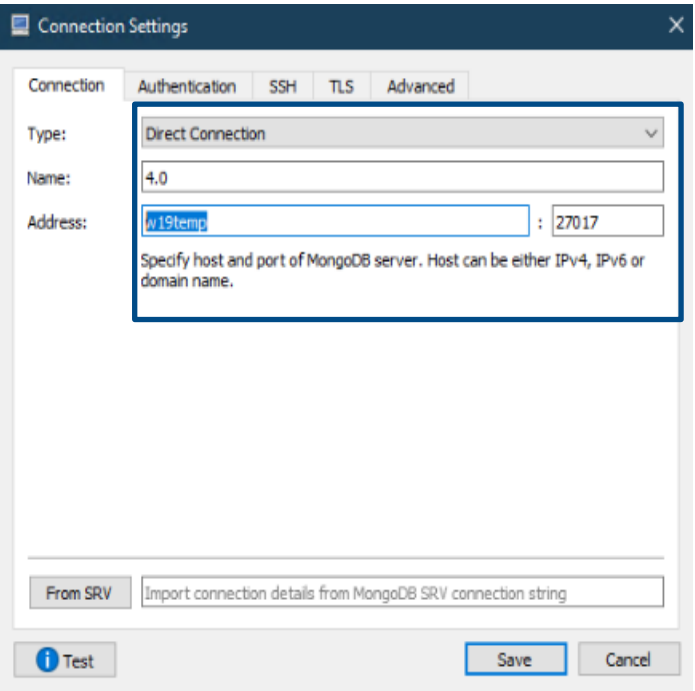 Connection Settings
Connection Authentication SSH TLS Advanced
Type: Direct Connection
Name: 4.0
Address: w19temp : 27017
Specify host and port of MongoDB server. Host can be either IPv4, IPv6 or
domain name.
From SRV Import connection details from MongoDB SRV connection string
Test Save Cancel